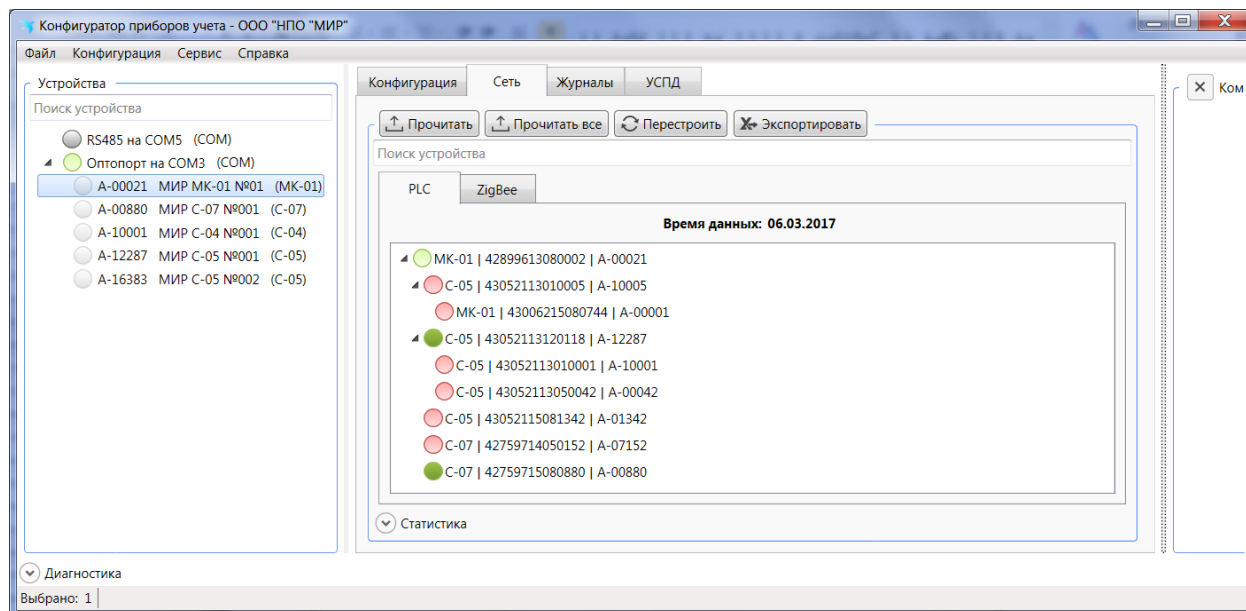 Конфигуратор приборов учета - ООО "НПО "МИР"
Файл Конфигурация Сервис Справка
Устройства
Поиск устройства
RS485 на COM5 (COM)
Оптопорт на COM3 (COM)
A-00021 МИР МК-01 №01 (МК-01)
A-00880 МИР С-07 №001 (С-07)
A-10001 МИР С-04 №001 (С-04)
A-12287 МИР С-05 №001 (С-05)
A-16383 МИР С-05 №002 (С-05)
Конфигурация Сеть Журналы УСПД
Прочитать Прочитать все Перестроить Экспортировать
Поиск устройства
PLC ZigBee
Время данных: 06.03.2017
МК-01 | 42899613080002 | A-00021
С-05 | 43052113010005 | A-10005
МК-01 | 43006215080744 | A-00001
С-05 | 43052113120118 | A-12287
С-05 | 43052113010001 | A-10001
С-05 | 43052113050042 | A-00042
С-05 | 43052115081342 | A-01342
С-07 | 42759714050152 | A-07152
С-07 | 42759715080880 | A-00880
Статистика
Ком
Диагностика
Выбрано: 1